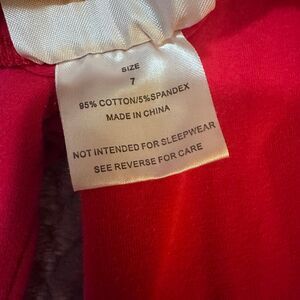 SIZE
7
95% COTTON/5%SPANDEX
MADE IN CHINA
NOT INTENDED FOR SLEEPWEAR
SEE REVERSE FOR CARE